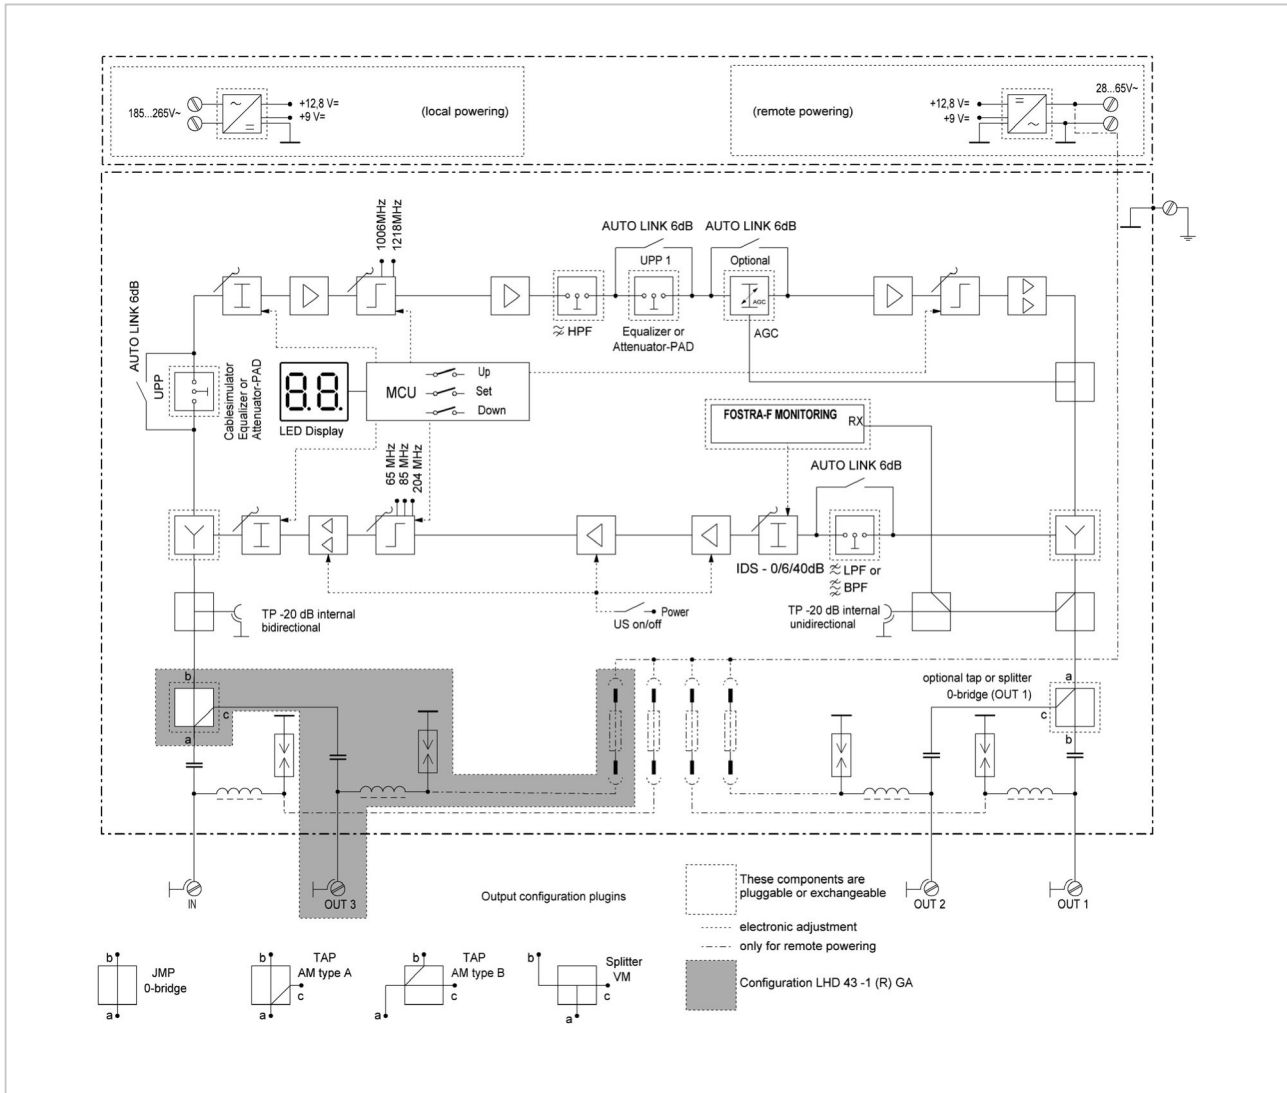 185...265V~
+12,8 V=
+9 V=
(local powering)
(remote powering)
+12,8 V=
+9 V=
28...65V~
1006MHz
1218MHz
AUTO LINK 6dB
UPP 1
AUTO LINK 6dB
Optional
HPF
Equalizer or
Attenuator-PAD
AGC
AGC
AUTO LINK 6dB
UPP
Cablesimulator
Equalizer or
Attenuator-PAD
8.8.
LED Display
MCU
Up
Set
Down
FOSTRA-F MONITORING
RX
65 MHz
85 MHz
204 MHz
AUTO LINK 6dB
IDS - 0/6/40dB
LPF or
BPF
TP -20 dB internal
bidirectional
Power
US on/off
TP -20 dB internal
unidirectional
b
c
a
optional tap or splitter
0-bridge (OUT 1)
a
c
b
IN
OUT 3
OUT 2
OUT 1
Output configuration plugins
These components are
pluggable or exchangeable
electronic adjustment
only for remote powering
Configuration LHD 43 -1 (R) GA
b
a
JMP
0-bridge
b
c
a
TAP
AM type A
b
c
a
TAP
AM type B
b
c
a
Splitter
VM